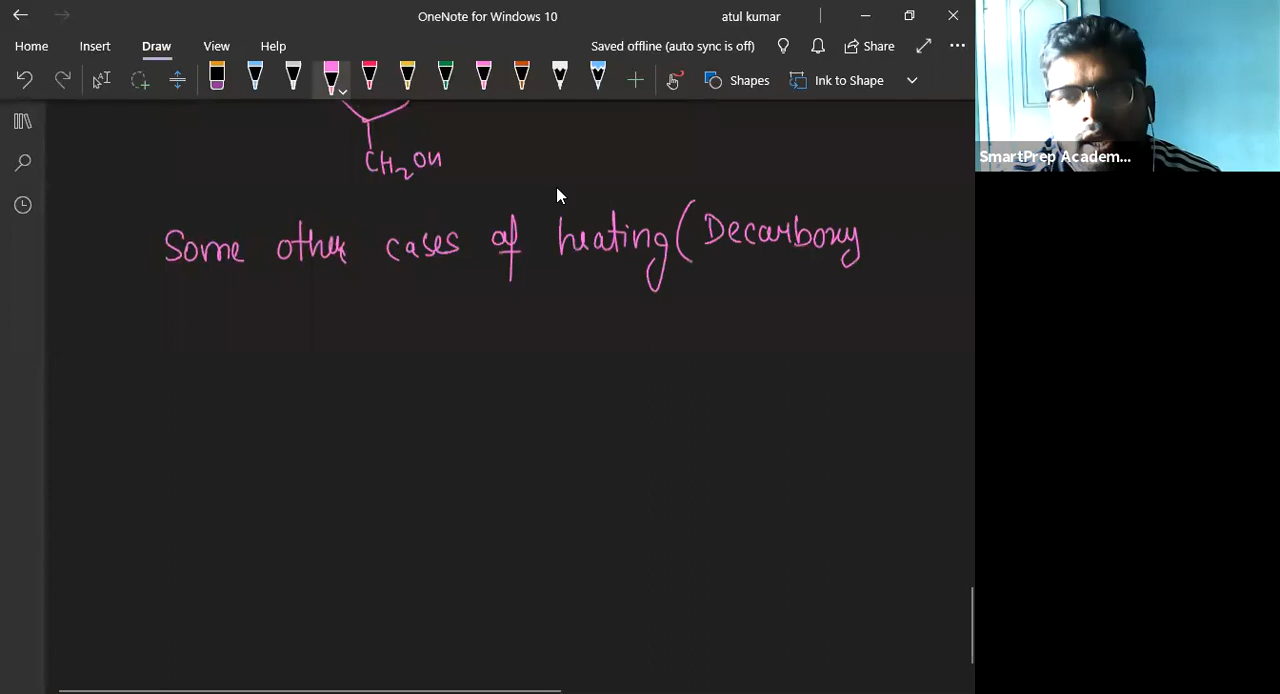 OneNote for Windows 10
atul kumar
Home Insert Draw View Help
Saved offline (auto sync is off)
Share
Shapes
Ink to Shape
SmartPrep Academ...
CH2OH
Some other cases of heating (Decarboxy